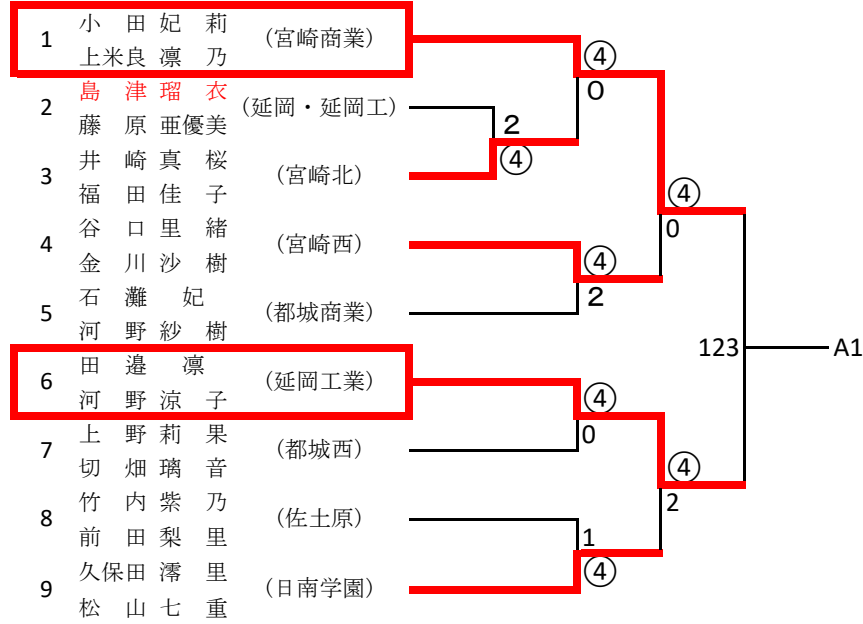 1 小田妃莉 (宮崎商業)
上米良凛乃
④
0
2 島津瑠衣 (延岡・延岡工)
藤原亜優美
2
④
3 井崎真桜 (宮崎北)
福田佳子
④
0
4 谷口里緒 (宮崎西)
金川沙樹
④
2
5 石灘妃 (都城商業)
河野紗樹
123
A1
6 田邉凛 (延岡工業)
河野涼子
④
0
7 上野莉果 (都城西)
切畑璃音
④
2
8 竹内紫乃 (佐土原)
前田梨里
1
④
9 久保田澪里 (日南学園)
松山七重